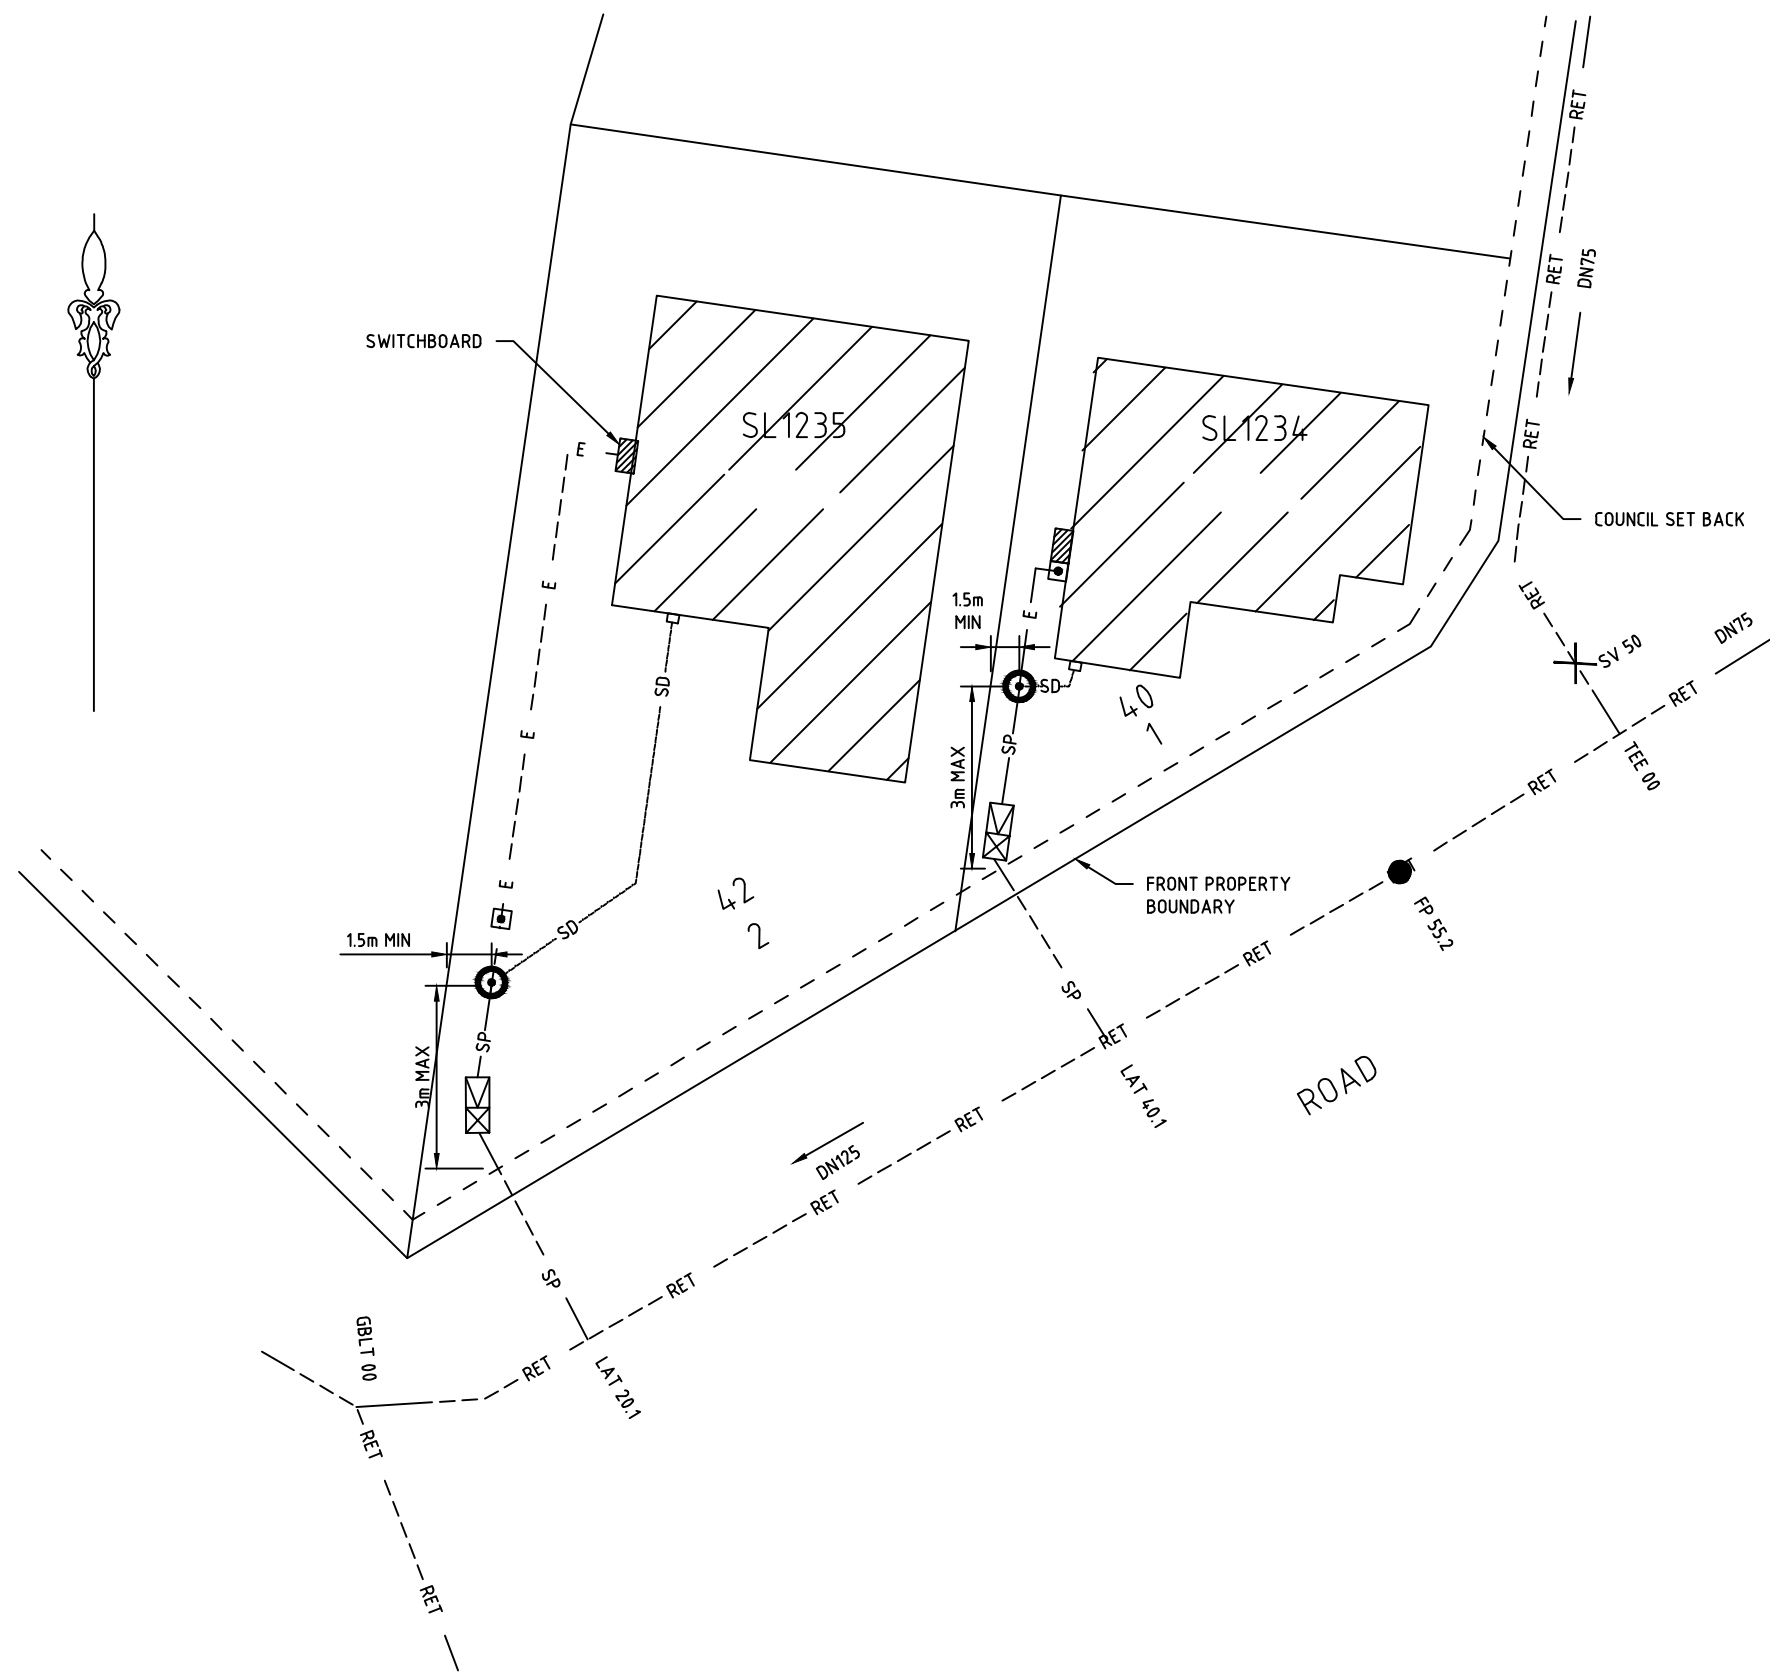 RET
DN75
RET
SWITCHBOARD
SL1235
SL1234
RET
E
COUNCIL SET BACK
E
1.5m
MIN
E
RET
SV 50
DN75
SD
SD
40
1
RET
E
SP
3m MAX
TEE 00
RET
E
42
2
FRONT PROPERTY
BOUNDARY
FP 55.2
SD
1.5m MIN
RET
SP
SP
RET
3m MAX
LAT 40.1
ROAD
RET
DN125
RET
SP
RET
GBLT 00
RET
LAT 20.1
RET
RET